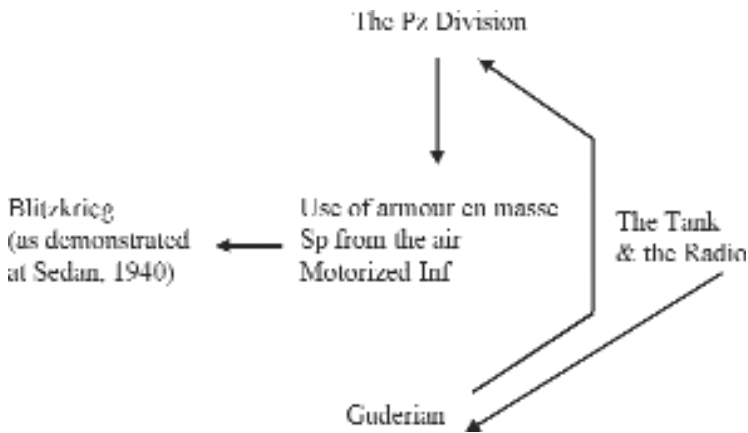 The Pz Division
Blitzkrieg
(as demonstrated
at Sedan, 1940)
Use of armour en masse
Sp from the air
Motorized Inf
The Tank
& the Radio
Guderian